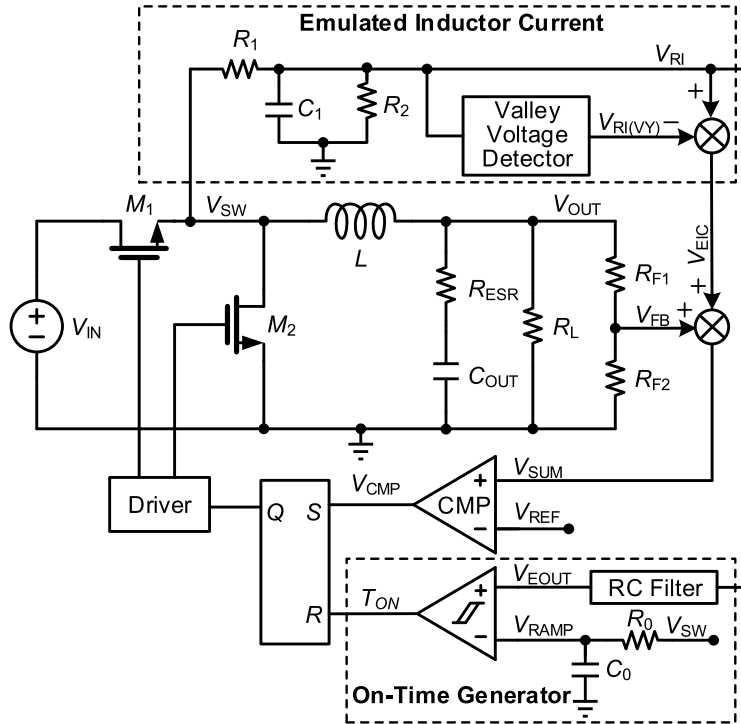 Emulated Inductor Current
R1
VRI
C1
R2
Valley
Voltage
Detector
VRI(VY)
−
+
M1
VSW
VOUT
L
VEIC
RESR
RF1
+
−
VIN
M2
RL
VFB
+
+
COUT
RF2
Driver
Q
S
VCMP
CMP
+
−
VSUM
VREF
R
TON
+
−
VEOUT
RC Filter
VRAMP
R0
VSW
C0
On-Time Generator